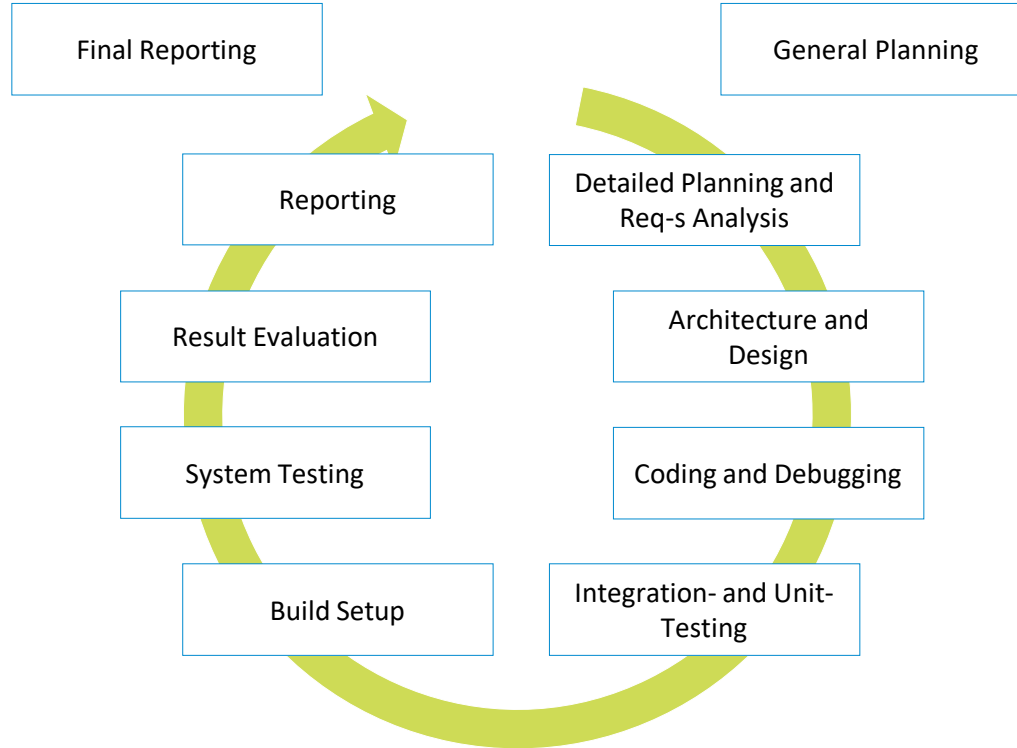 Final Reporting
General Planning
Reporting
Detailed Planning and
Req-s Analysis
Result Evaluation
Architecture and
Design
System Testing
Coding and Debugging
Build Setup
Integration- and Unit-
Testing